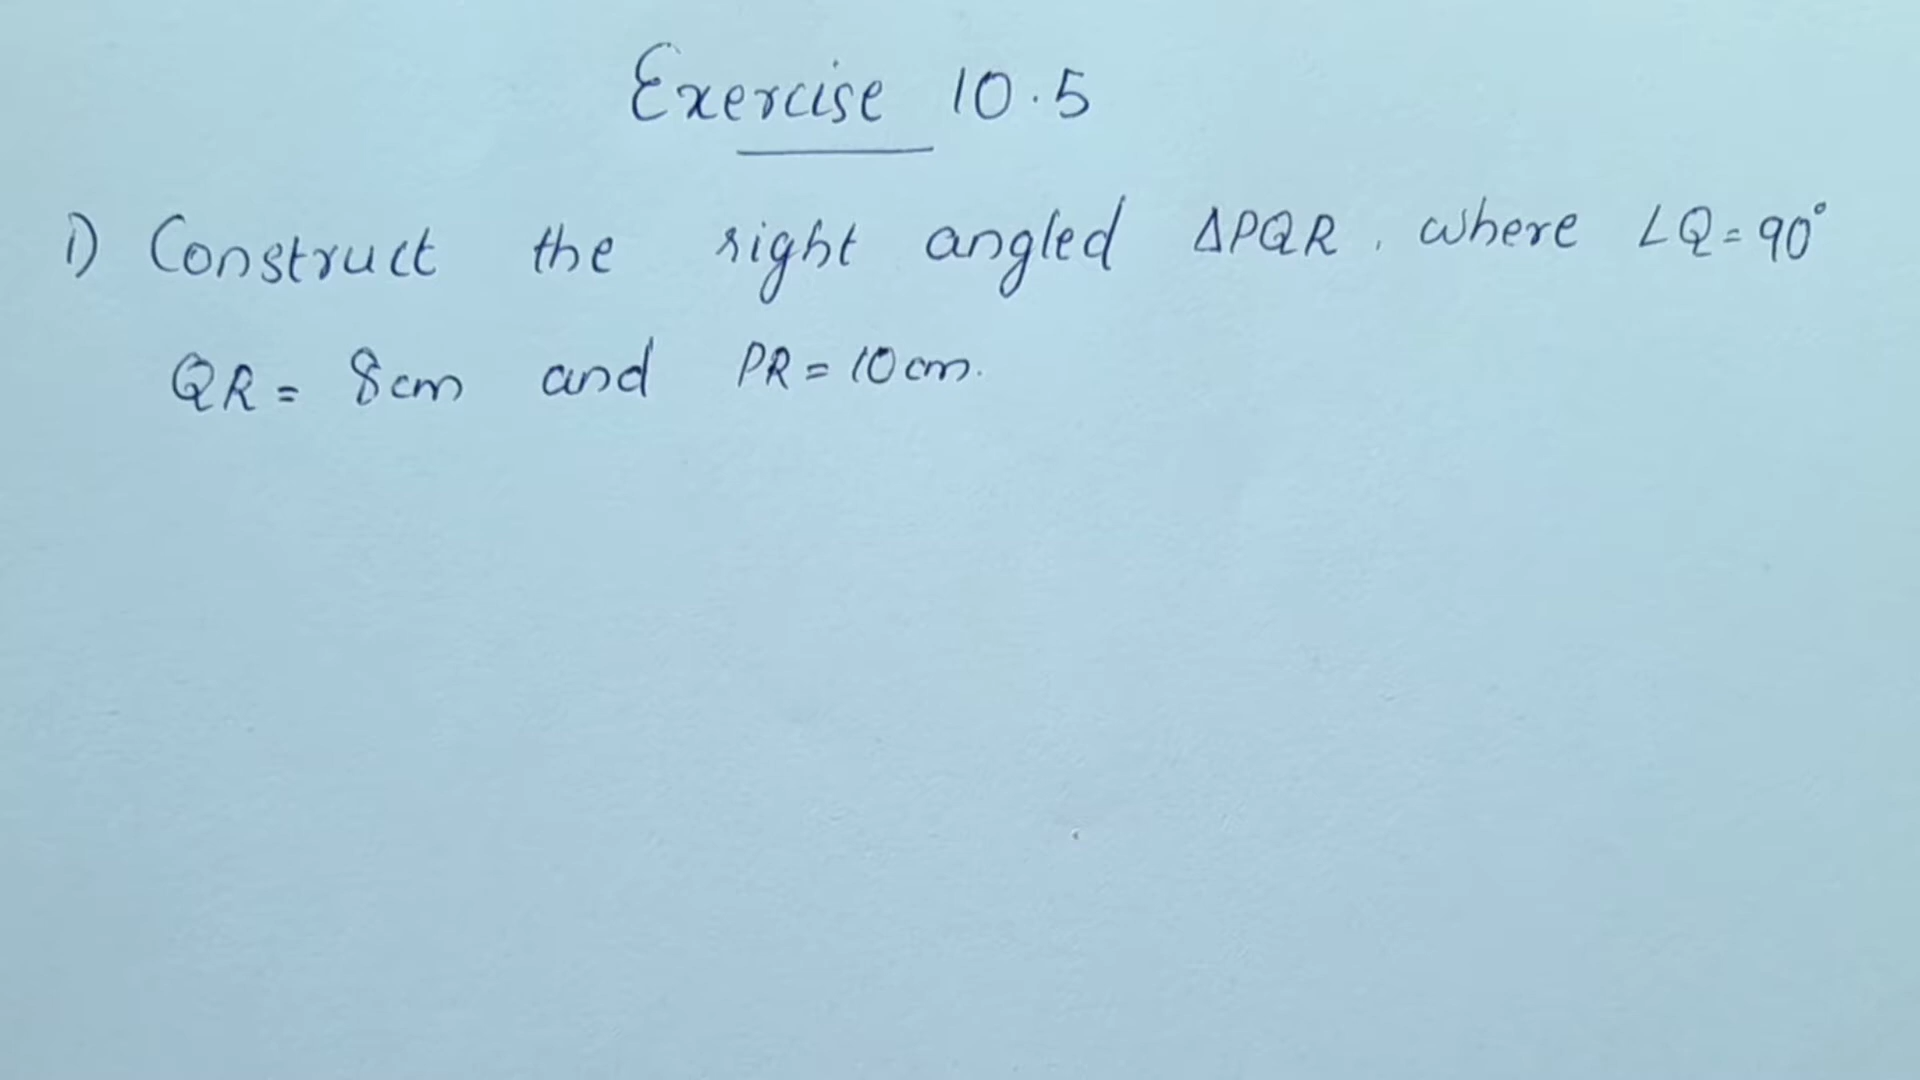 Exercise 10.5
1) Construct the right angled ΔPQR, where ∠Q=90°
QR = 8cm and PR = 10cm.